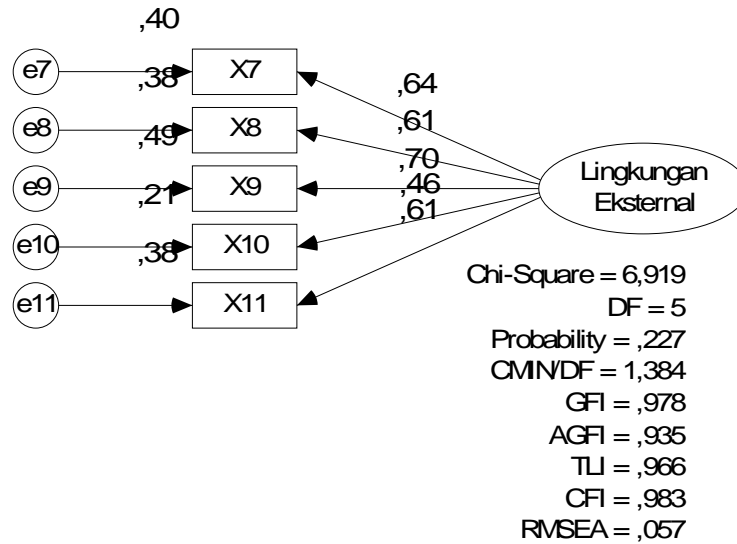 ,40
e7
X7
,38
,64
e8
X8
,49
,61
e9
X9
,21
,70
,46
e10
X10
,38
,61
e11
X11
Lingkungan
Eksternal
Chi-Square = 6,919
DF = 5
Probability = ,227
CMIN/DF = 1,384
GFI = ,978
AGFI = ,935
TLI = ,966
CFI = ,983
RMSEA = ,057